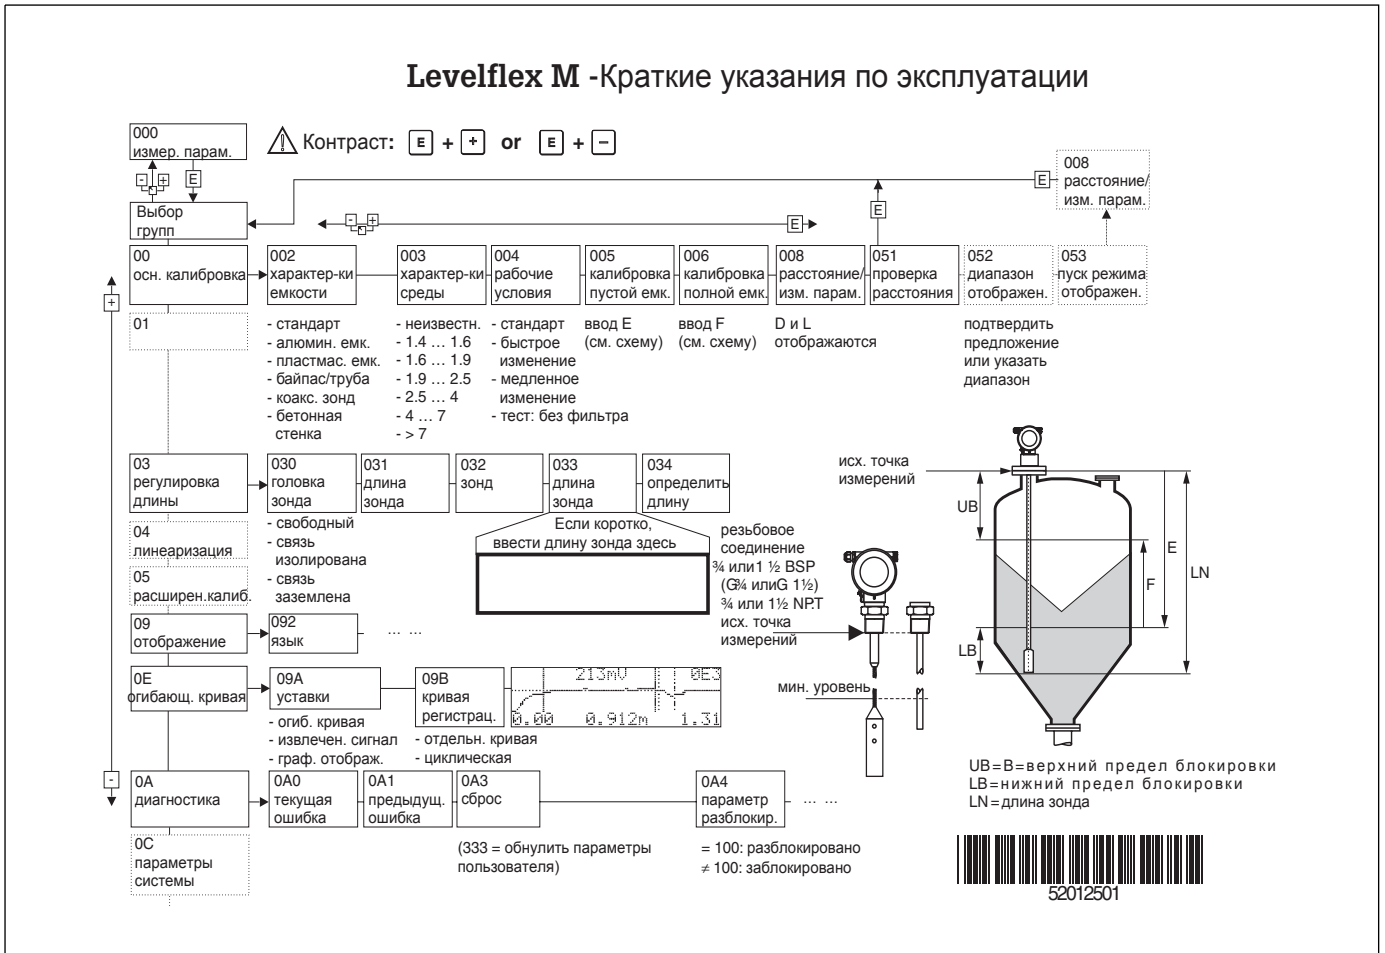 Levelflex M -Краткие указания по эксплуатации
000
измер. парам.
Контраст: E + + or E + −
- +
E
Выбор
групп
- +
E
E
E
008
расстояние/
изм. парам.
00
осн. калибровка
002
характер-ки
емкости
003
характер-ки
среды
004
рабочие
условия
005
калибровка
пустой емк.
006
калибровка
полной емк.
008
расстояние/
изм. парам.
051
проверка
расстояния
052
диапазон
отображен.
053
пуск режима
отображен.
+
01
- стандарт
- алюмин. емк.
- пластмас. емк.
- байпас/труба
- коакс. зонд
- бетонная
стенка
- неизвестн.
- 1.4 … 1.6
- 1.6 … 1.9
- 1.9 … 2.5
- 2.5 … 4
- 4 … 7
- > 7
- стандарт
- быстрое
изменение
- медленное
изменение
- тест: без фильтра
ввод E
(см. схему)
ввод F
(см. схему)
D и L
отображаются
подтвердить
предложение
или указать
диапазон
03
регулировка
длины
030
головка
зонда
031
длина
зонда
032
зонд
033
длина
зонда
034
определить
длину
- свободный
- связь
изолирована
- связь
заземлена
Если коротко,
ввести длину зонда здесь
04
линеаризация
05
расширен.калиб.
09
отображение
092
язык
... ...
резьбовое
соединение
¾ или1 ½ BSP
(G¾ илиG 1½)
¾ или 1½ NPT
исх. точка
измерений
мин. уровень
исх. точка
измерений
UB
E
F
LN
LB
0E
огибающ. кривая
09A
уставки
09B
кривая
регистрац.
213mV 0E3
0.00 0.912m 1.31
- огиб. кривая
- извлечен. сигнал
- граф. отображ.
- отдельн. кривая
- циклическая
-
0A
диагностика
0A0
текущая
ошибка
0A1
предыдущ.
ошибка
0A3
сброс
0A4
параметр
разблокир.
... ...
(333 = обнулить параметры
пользователя)
= 100: разблокировано
≠ 100: заблокировано
0C
параметры
системы
UB=B=верхний предел блокировки
LB=нижний предел блокировки
LN=длина зонда
52012501